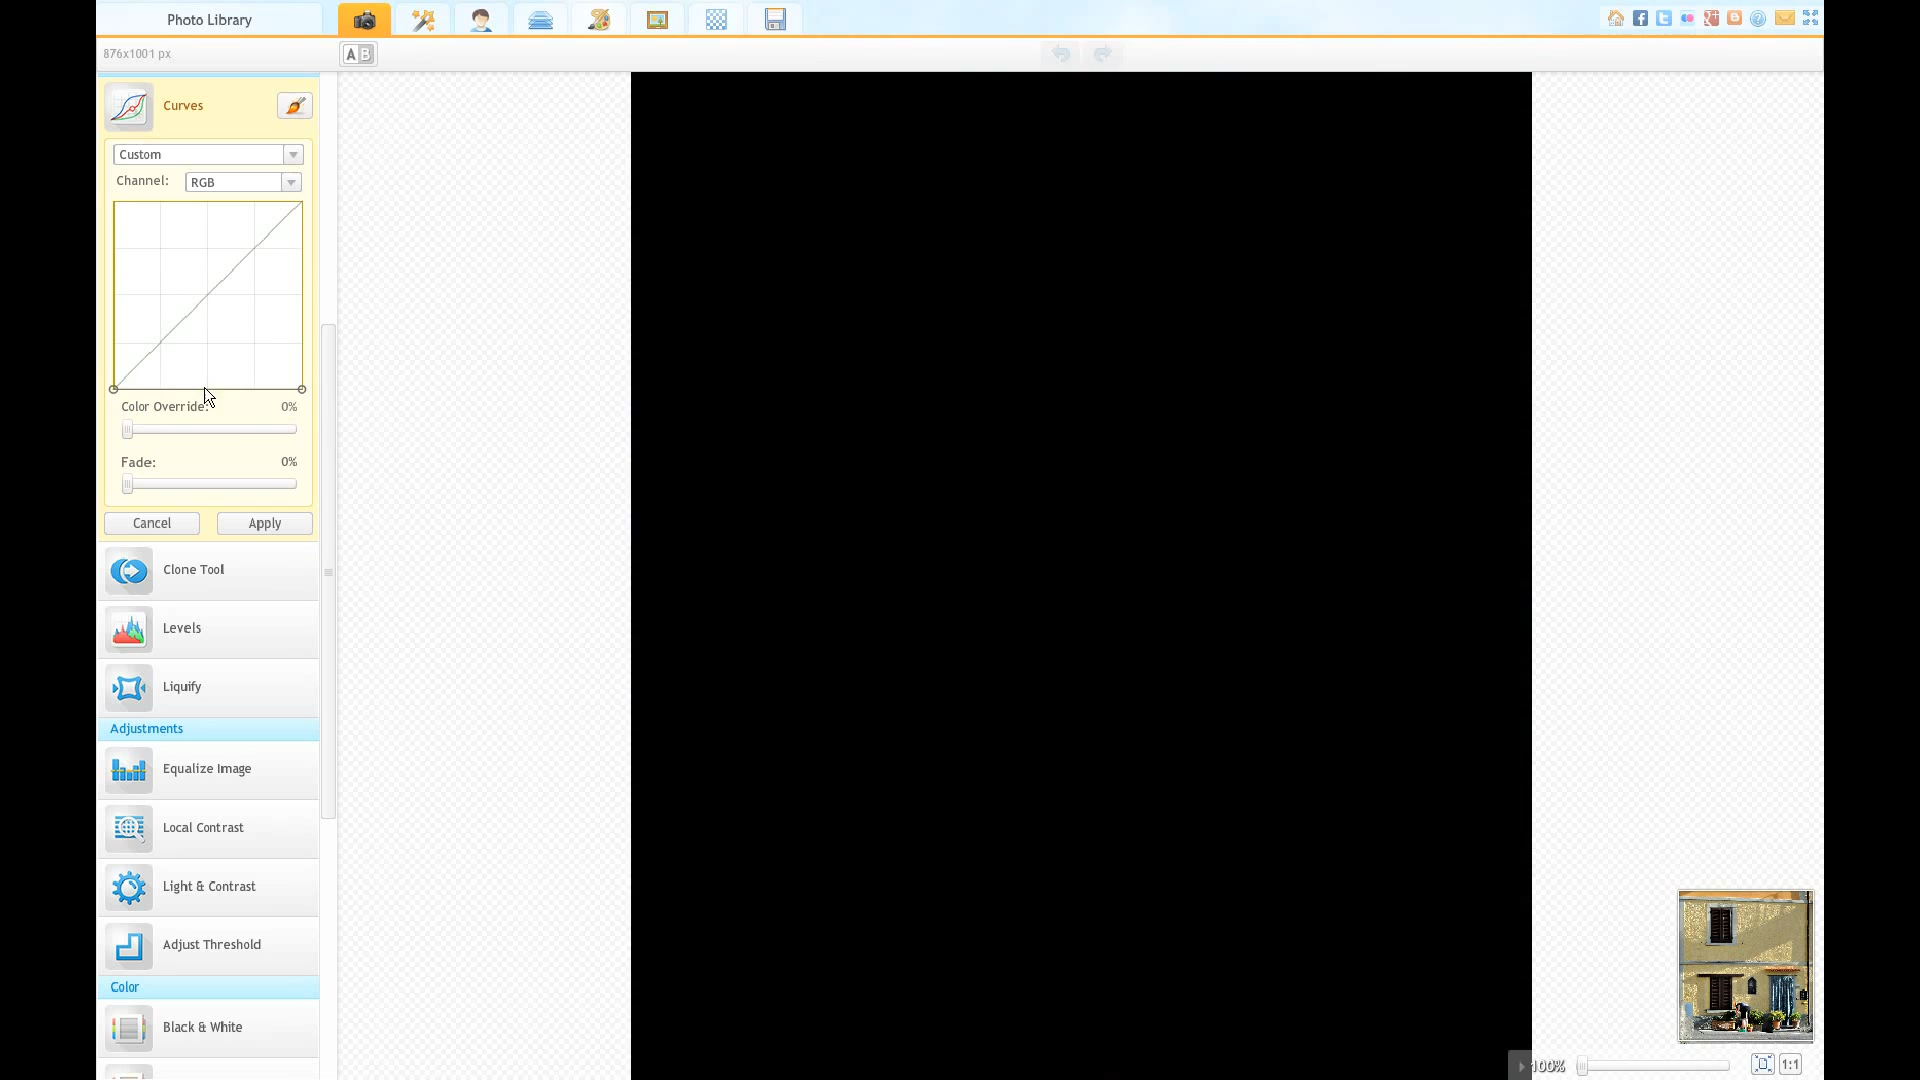 Photo Library
876x1001 px
A B
Curves
Custom
Channel: RGB
Color Override: 0%
Fade: 0%
Cancel Apply
Clone Tool
Levels
Liquify
Adjustments
Equalize Image
Local Contrast
Light & Contrast
Adjust Threshold
Color
Black & White
100%
1:1